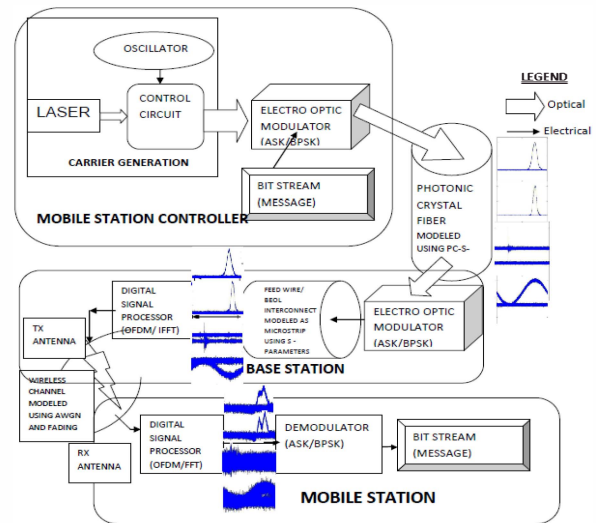 OSCILLATOR
LASER
CONTROL
CIRCUIT
CARRIER GENERATION
ELECTRO OPTIC
MODULATOR
(ASK/BPSK)
BIT STREAM
(MESSAGE)
MOBILE STATION CONTROLLER
LEGEND
Optical
Electrical
PHOTONIC
CRYSTAL
FIBER
MODELED
USING PC-S-
DIGITAL
SIGNAL
PROCESSOR
(OFDM/ IFFT)
FEED WIRE/
BEOL
INTERCONNECT
MODELED AS
MICROSTRIP
USING S -
PARAMETERS
ELECTRO OPTIC
MODULATOR
(ASK/BPSK)
BASE STATION
TX
ANTENNA
WIRELESS
CHANNEL
MODELED
USING AWGN
AND FADING
RX
ANTENNA
DIGITAL
SIGNAL
PROCESSOR
(OFDM/FFT)
DEMODULATOR
(ASK/BPSK)
BIT STREAM
(MESSAGE)
MOBILE STATION